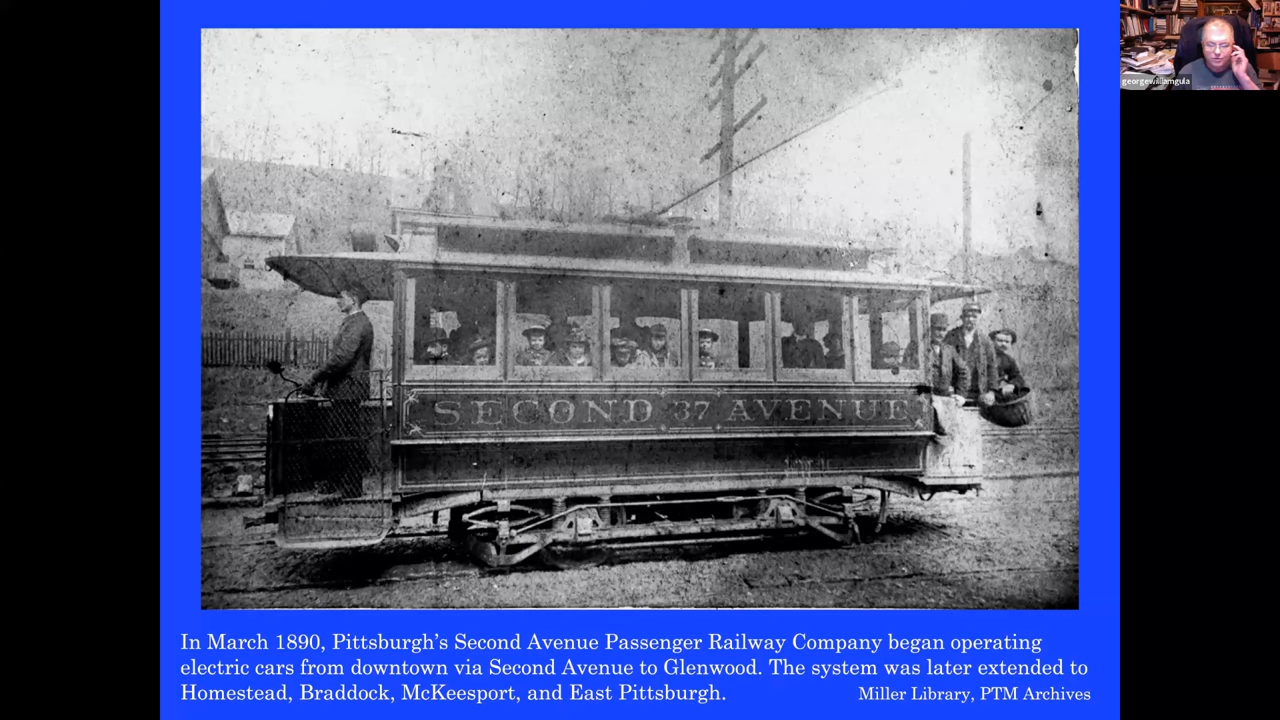 georgewilliamgula
SECOND 37 AVENUE
In March 1890, Pittsburgh's Second Avenue Passenger Railway Company began operating
electric cars from downtown via Second Avenue to Glenwood. The system was later extended to
Homestead, Braddock, McKeesport, and East Pittsburgh.
Miller Library, PTM Archives